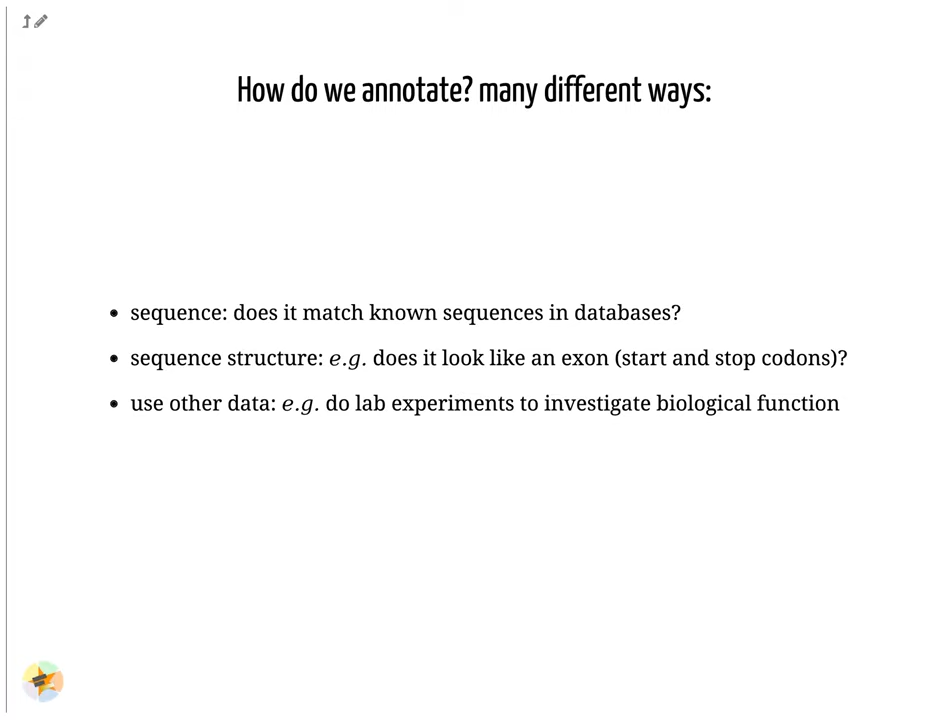 How do we annotate? many different ways:
• sequence: does it match known sequences in databases?
• sequence structure: e.g. does it look like an exon (start and stop codons)?
• use other data: e.g. do lab experiments to investigate biological function